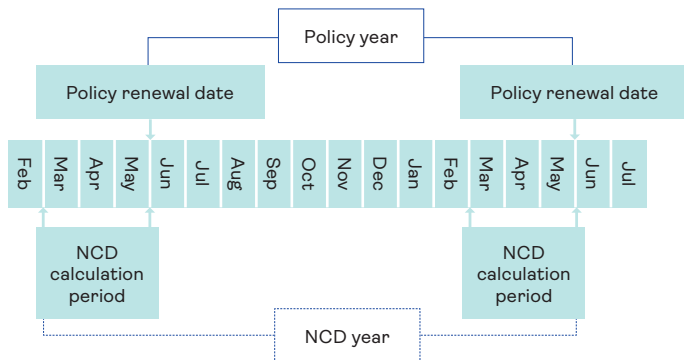 Policy year
Policy renewal date
Policy renewal date
Feb
Mar
Apr
May
Jun
Jul
Aug
Sep
Oct
Nov
Dec
Jan
Feb
Mar
Apr
May
Jun
Jul
NCD
calculation
period
NCD
calculation
period
NCD year